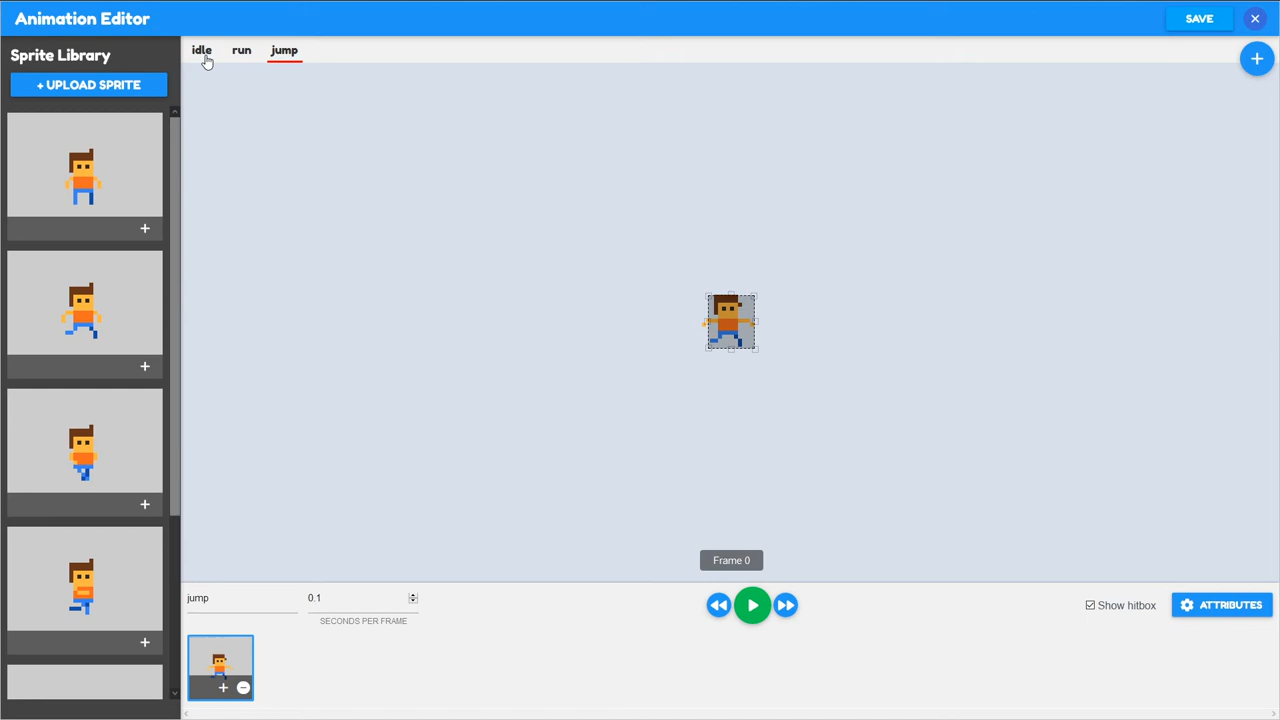 Animation Editor
SAVE
Sprite Library
idle
run
jump
+ UPLOAD SPRITE
Frame 0
jump
0.1
SECONDS PER FRAME
Show hitbox
ATTRIBUTES